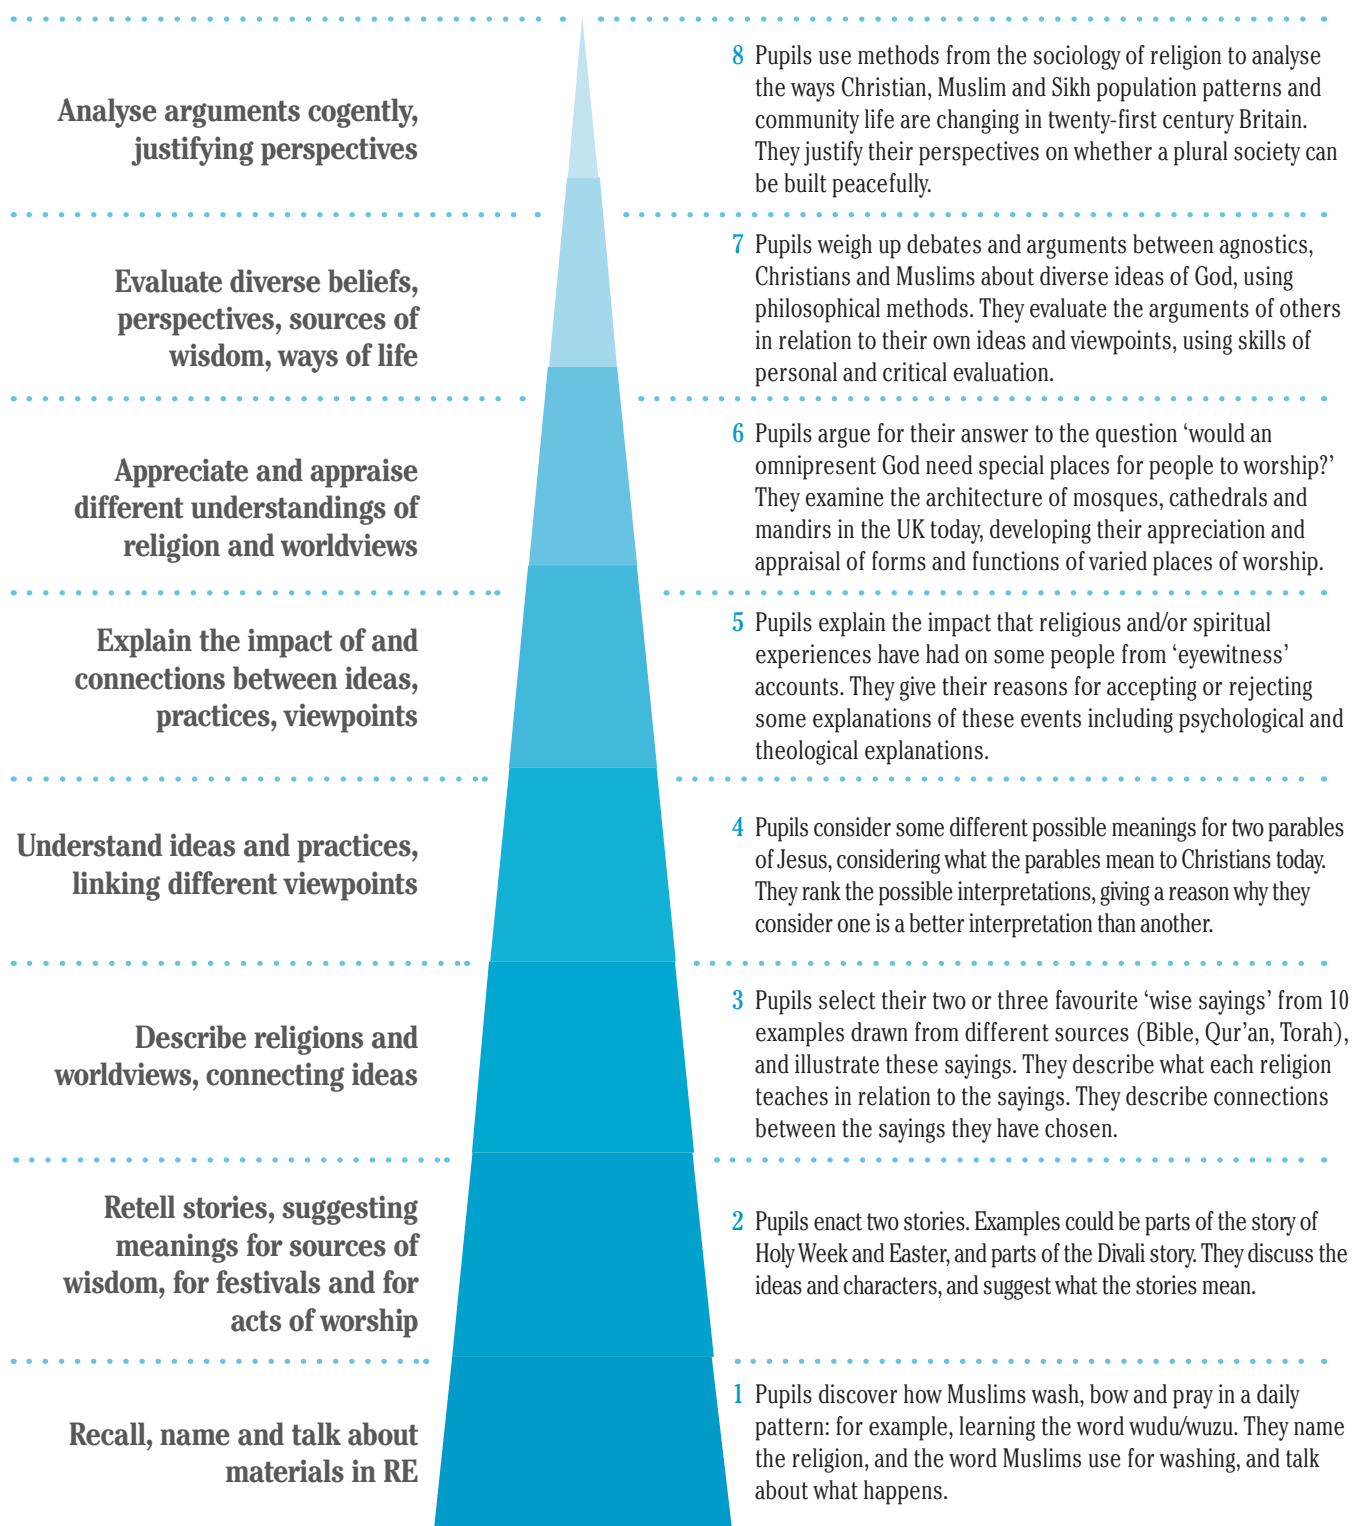 Analyse arguments cogently,
justifying perspectives
8 Pupils use methods from the sociology of religion to analyse
the ways Christian, Muslim and Sikh population patterns and
community life are changing in twenty-first century Britain.
They justify their perspectives on whether a plural society can
be built peacefully.
Evaluate diverse beliefs,
perspectives, sources of
wisdom, ways of life
7 Pupils weigh up debates and arguments between agnostics,
Christians and Muslims about diverse ideas of God, using
philosophical methods. They evaluate the arguments of others
in relation to their own ideas and viewpoints, using skills of
personal and critical evaluation.
Appreciate and appraise
different understandings of
religion and worldviews
6 Pupils argue for their answer to the question ‘would an
omnipresent God need special places for people to worship?’
They examine the architecture of mosques, cathedrals and
mandirs in the UK today, developing their appreciation and
appraisal of forms and functions of varied places of worship.
Explain the impact of and
connections between ideas,
practices, viewpoints
5 Pupils explain the impact that religious and/or spiritual
experiences have had on some people from ‘eyewitness’
accounts. They give their reasons for accepting or rejecting
some explanations of these events including psychological and
theological explanations.
Understand ideas and practices,
linking different viewpoints
4 Pupils consider some different possible meanings for two parables
of Jesus, considering what the parables mean to Christians today.
They rank the possible interpretations, giving a reason why they
consider one is a better interpretation than another.
Describe religions and
worldviews, connecting ideas
3 Pupils select their two or three favourite ‘wise sayings’ from 10
examples drawn from different sources (Bible, Qur’an, Torah),
and illustrate these sayings. They describe what each religion
teaches in relation to the sayings. They describe connections
between the sayings they have chosen.
Retell stories, suggesting
meanings for sources of
wisdom, for festivals and for
acts of worship
2 Pupils enact two stories. Examples could be parts of the story of
Holy Week and Easter, and parts of the Divali story. They discuss the
ideas and characters, and suggest what the stories mean.
Recall, name and talk about
materials in RE
1 Pupils discover how Muslims wash, bow and pray in a daily
pattern: for example, learning the word wudu/wuzu. They name
the religion, and the word Muslims use for washing, and talk
about what happens.